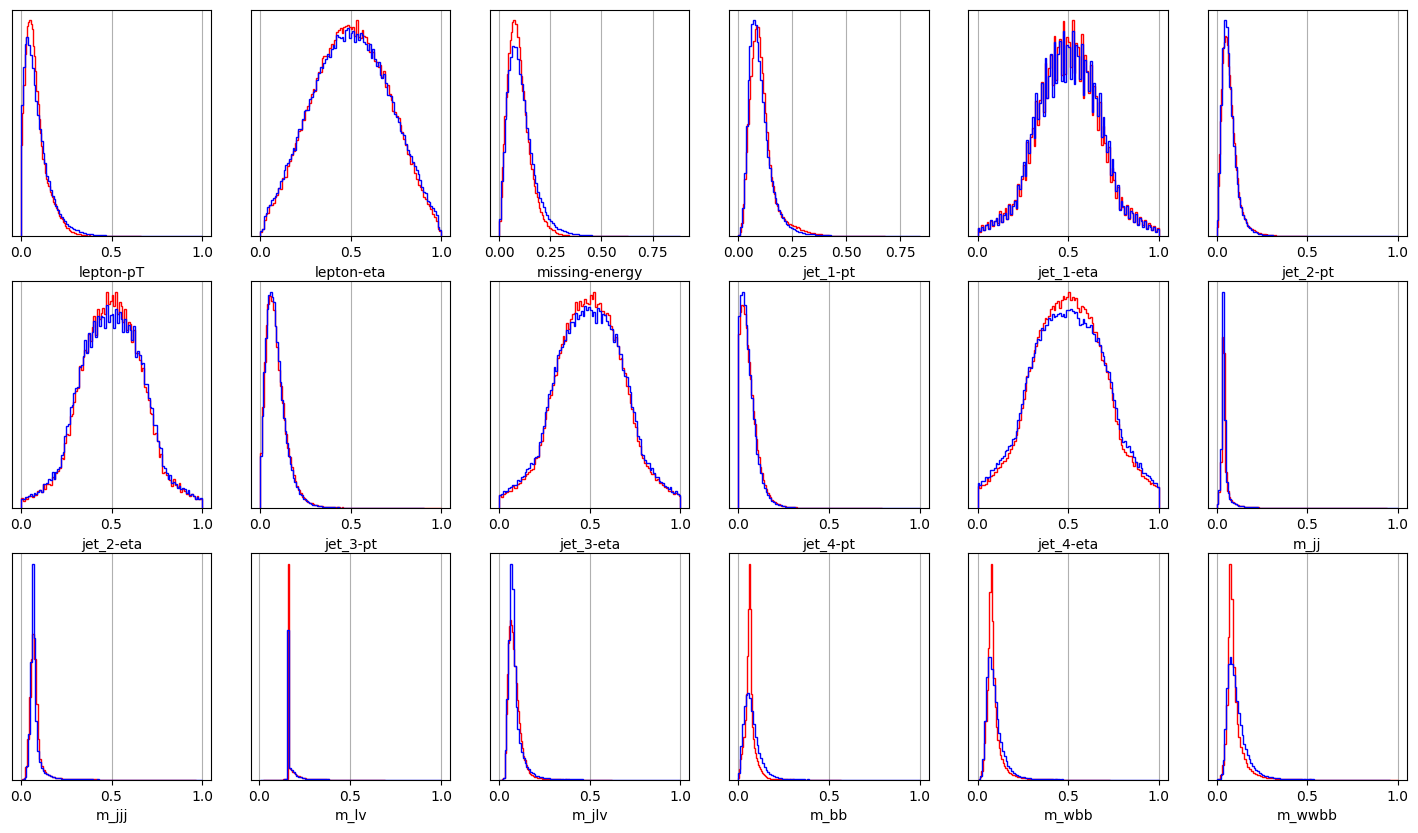 0.0 0.5 1.0 0.0 0.5 1.0 0.00 0.25 0.50 0.75 0.00 0.25 0.50 0.75 0.0 0.5 1.0 0.0 0.5 1.0
lepton-pT lepton-eta missing-energy jet_1-pt jet_1-eta jet_2-pt
0.0 0.5 1.0 0.0 0.5 1.0 0.0 0.5 1.0 0.0 0.5 1.0 0.0 0.5 1.0 0.0 0.5 1.0
jet_2-eta jet_3-pt jet_3-eta jet_4-pt jet_4-eta m_jj
0.0 0.5 1.0 0.0 0.5 1.0 0.0 0.5 1.0 0.0 0.5 1.0 0.0 0.5 1.0 0.0 0.5 1.0
m_jjj m_lv m_jlv m_bb m_wbb m_wwbb